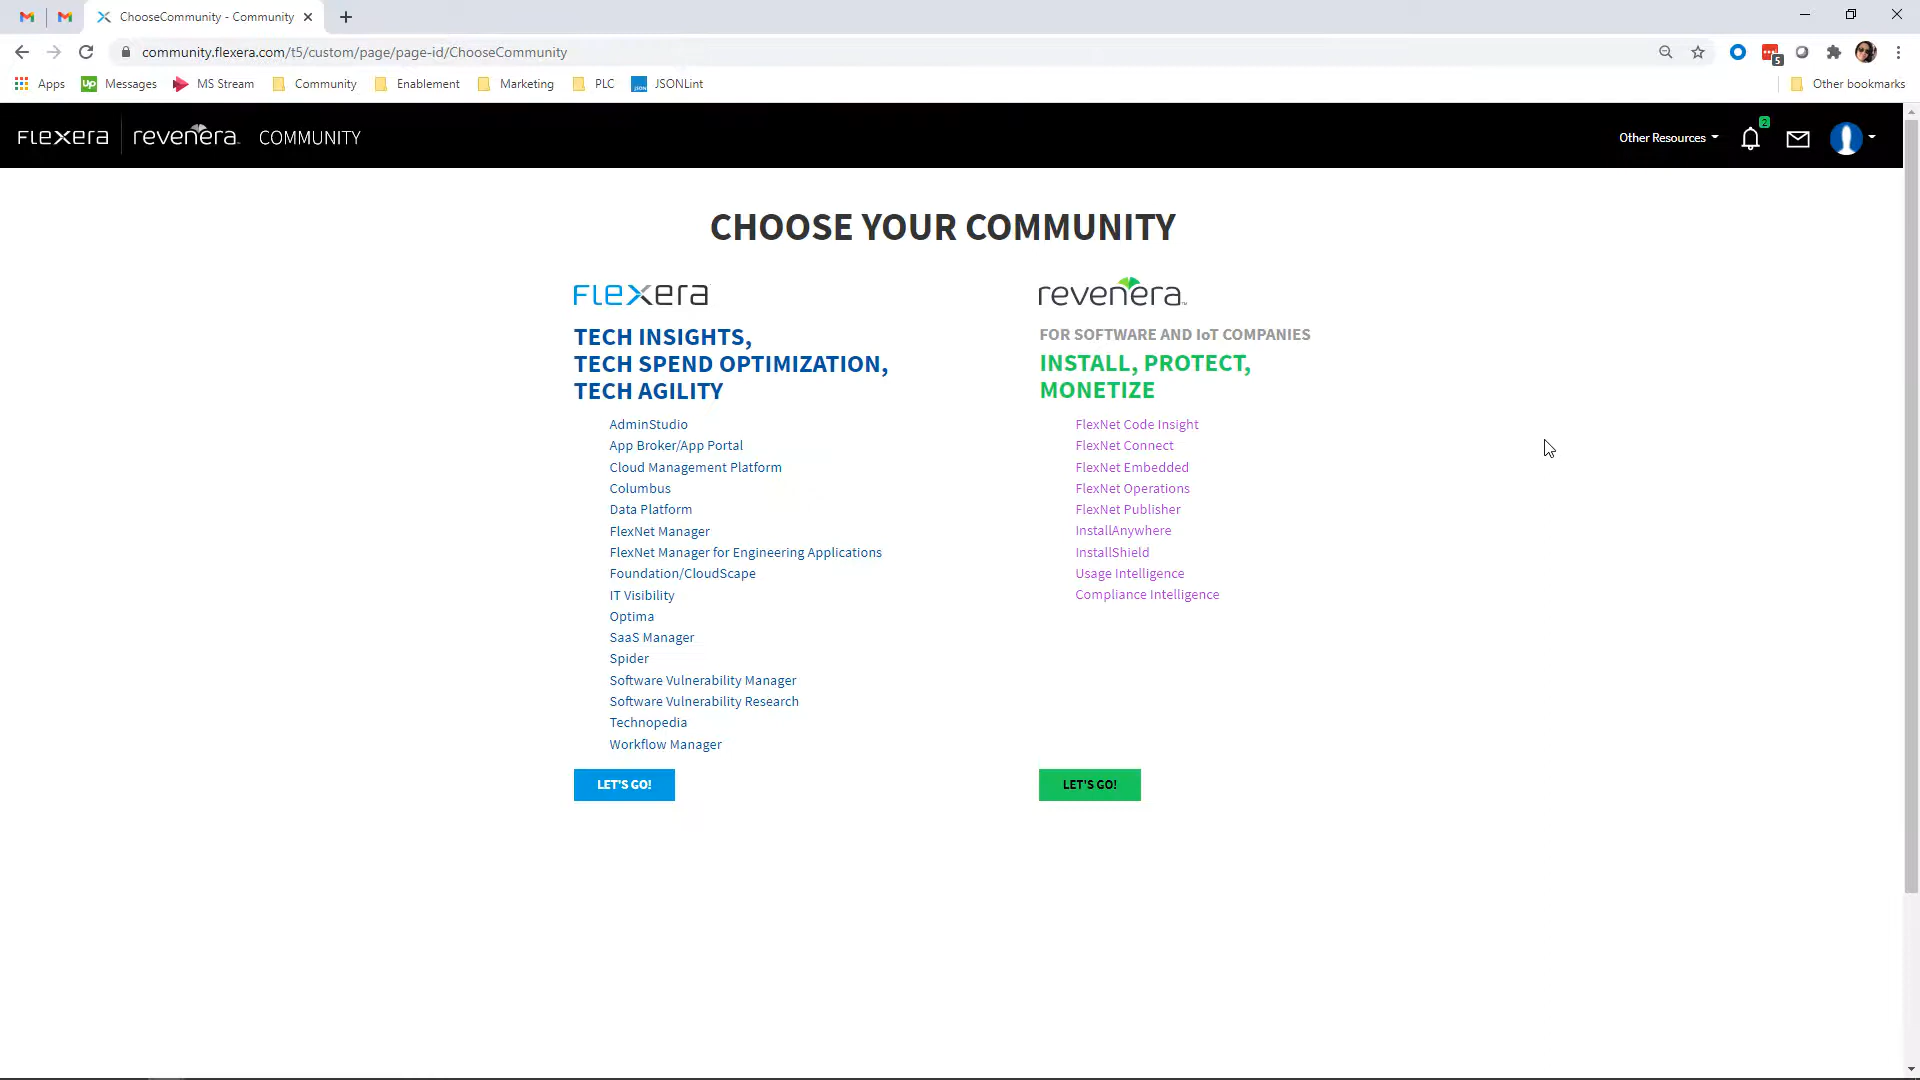 ChooseCommunity - Community
community.flexera.com/t5/custom/page/page-id/ChooseCommunity
5
Apps
Up Messages
MS Stream
Community
Enablement
Marketing
PLC
JSON JSONLint
Other bookmarks
FLEXERA revenera COMMUNITY
Other Resources
2
CHOOSE YOUR COMMUNITY
FLEXERA
TECH INSIGHTS,
TECH SPEND OPTIMIZATION,
TECH AGILITY
AdminStudio
App Broker/App Portal
Cloud Management Platform
Columbus
Data Platform
FlexNet Manager
FlexNet Manager for Engineering Applications
Foundation/CloudScape
IT Visibility
Optima
SaaS Manager
Spider
Software Vulnerability Manager
Software Vulnerability Research
Technopedia
Workflow Manager
LET'S GO!
revenera
FOR SOFTWARE AND IoT COMPANIES
INSTALL, PROTECT,
MONETIZE
FlexNet Code Insight
FlexNet Connect
FlexNet Embedded
FlexNet Operations
FlexNet Publisher
InstallAnywhere
InstallShield
Usage Intelligence
Compliance Intelligence
LET'S GO!